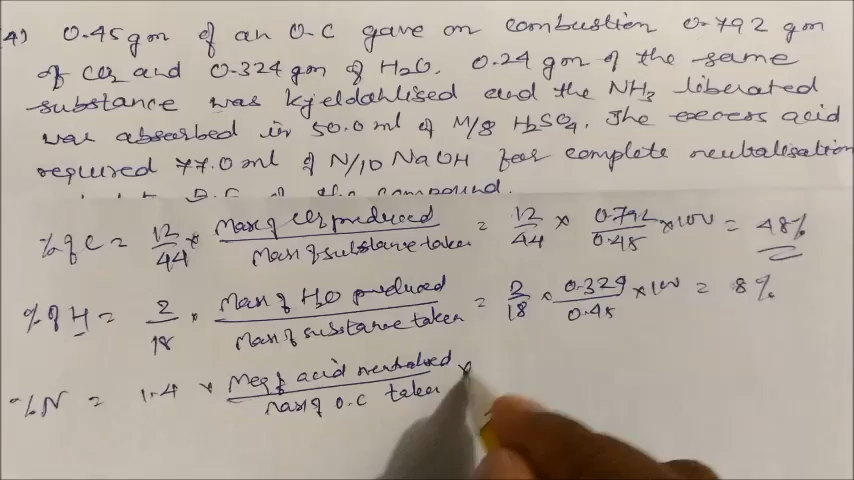 4) 0.45 gm of an O.C gave on combustion 0.792 gm
of CO2 and 0.324 gm of H2O. 0.24 gm of the same
substance was kjeldahlised and the NH3 liberated
was absorbed in 50.0 ml of M/8 H2SO4. The excess acid
required 77.0 ml of N/10 NaOH for complete neutralisation
of the compound.
% of C = 12/44 × Mass of CO2 produced / Mass of substance taken = 12/44 × 0.792/0.45 × 100 = 48%
% of H = 2/18 × Mass of H2O produced / Mass of substance taken = 2/18 × 0.324/0.45 × 100 = 8%
% N = 1.4 × Meq of acid neutralised / Mass of O.C taken ×